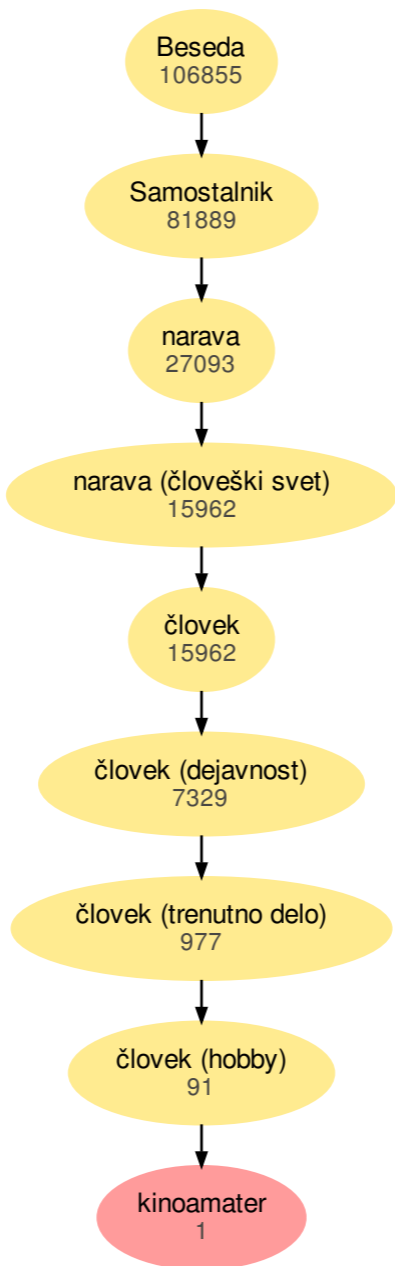 Beseda
106855
Samostalnik
81889
narava
27093
narava (človeški svet)
15962
človek
15962
človek (dejavnost)
7329
človek (trenutno delo)
977
človek (hobby)
91
kinoamater
1